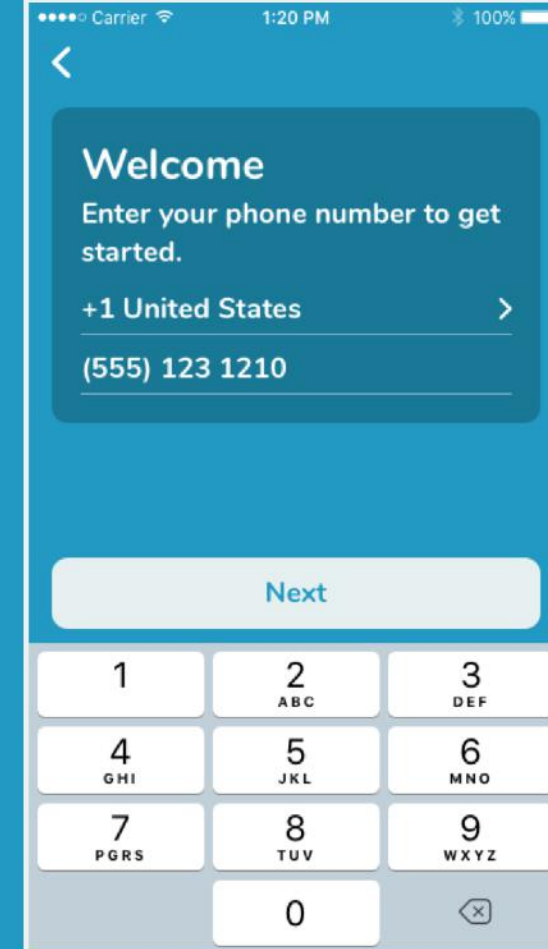 Carrier 1:20 PM 100%
Welcome
Enter your phone number to get
started.
+1 United States
(555) 123 1210
Next
1 2 3
ABC DEF
4 5 6
GHI JKL MNO
7 8 9
PGRS TUV WXYZ
0